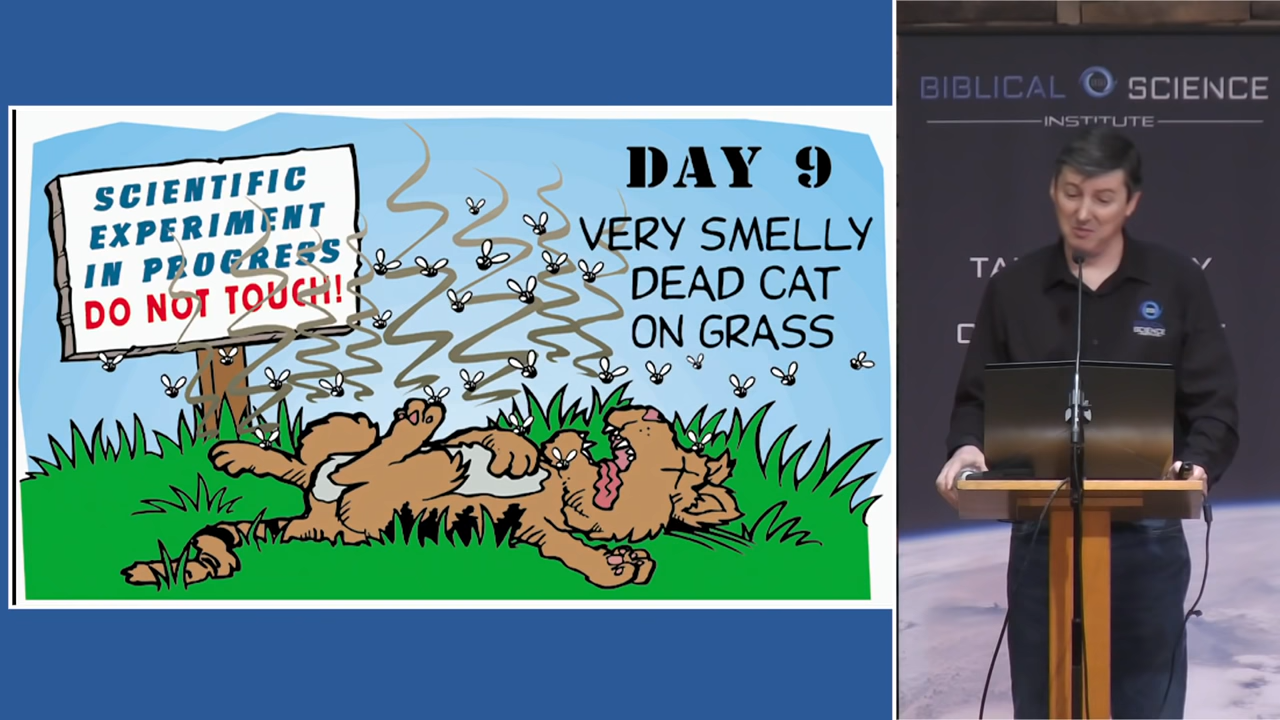 SCIENTIFIC
EXPERIMENT
IN PROGRESS
DO NOT TOUCH!
DAY 9
VERY SMELLY
DEAD CAT
ON GRASS
BIBLICAL SCIENCE
INSTITUTE